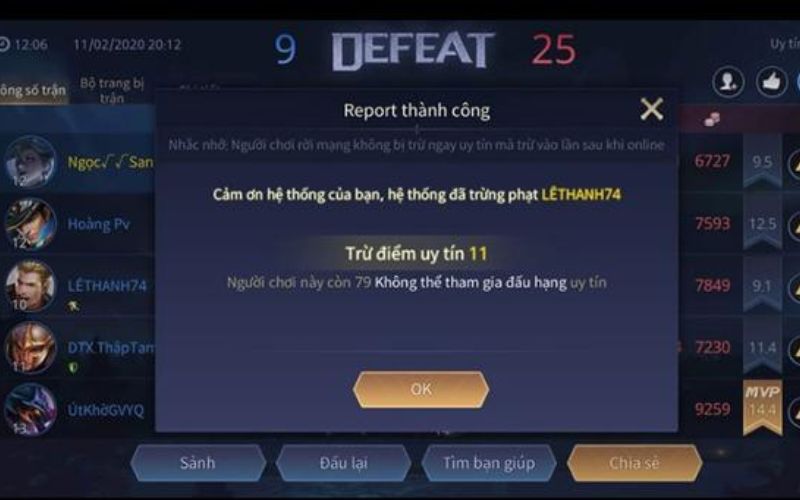 12:06 11/02/2020 20:12 9 DEFEAT 25 Uy tín
ông số trận Bộ trang bị
trận
Report thành công
Nhắc nhở: Người chơi rời mạng không bị trừ ngay uy tín mà trừ vào lần sau khi online
Ngọc√√San 6727 9.5
12
Cảm ơn hệ thống của bạn, hệ thống đã trừng phạt LÊTHANH74
Hoàng Pv 7593 12.5
12
Trừ điểm uy tín 11
Người chơi này còn 79 Không thể tham gia đấu hạng uy tín
LÊTHANH74 7849 9.1
10
DTX.ThậpTam 7230 11.4
11
OK
MVP
ÚtKhờGVYQ 9259 14.4
13
Sảnh Đấu lại Tìm bạn giúp Chia sẻ